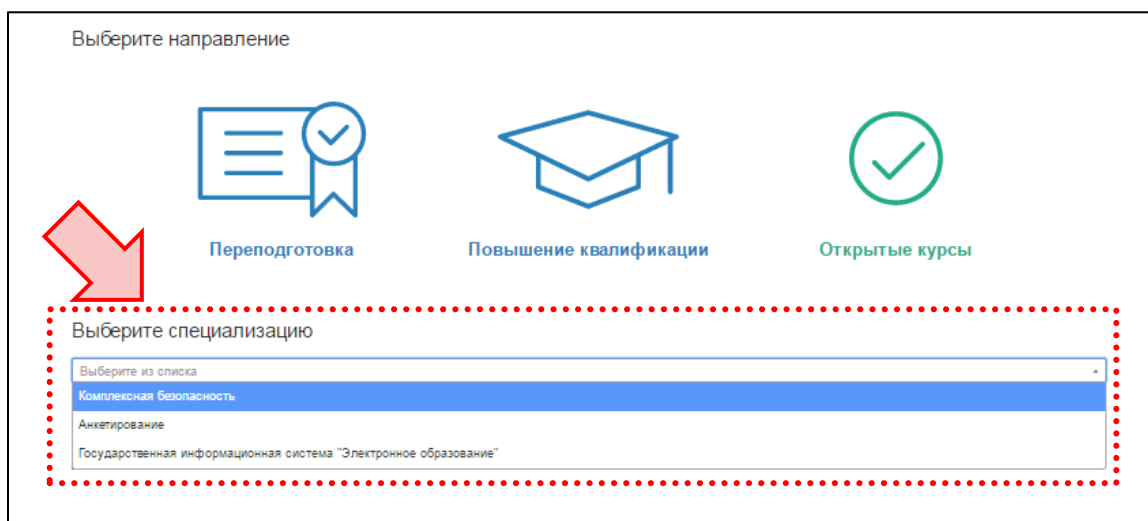 Выберите направление
Переподготовка
Повышение квалификации
Открытые курсы
Выберите специализацию
Выберите из списка
Комплексная безопасность
Анкетирование
Государственная информационная система "Электронное образование"